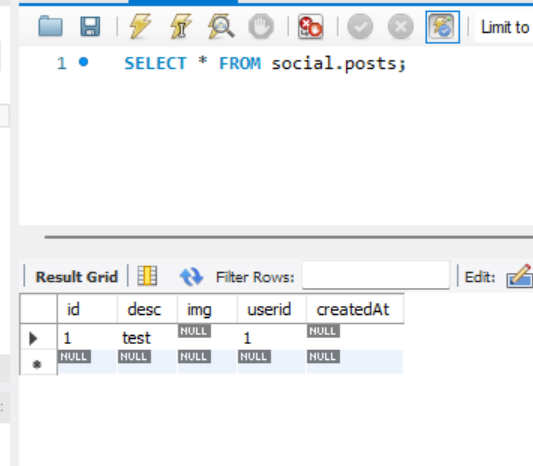 Limit to
1 SELECT * FROM social.posts;
Result Grid Filter Rows: Edit:
id desc img userid createdAt
1 test NULL 1 NULL
NULL NULL NULL NULL NULL